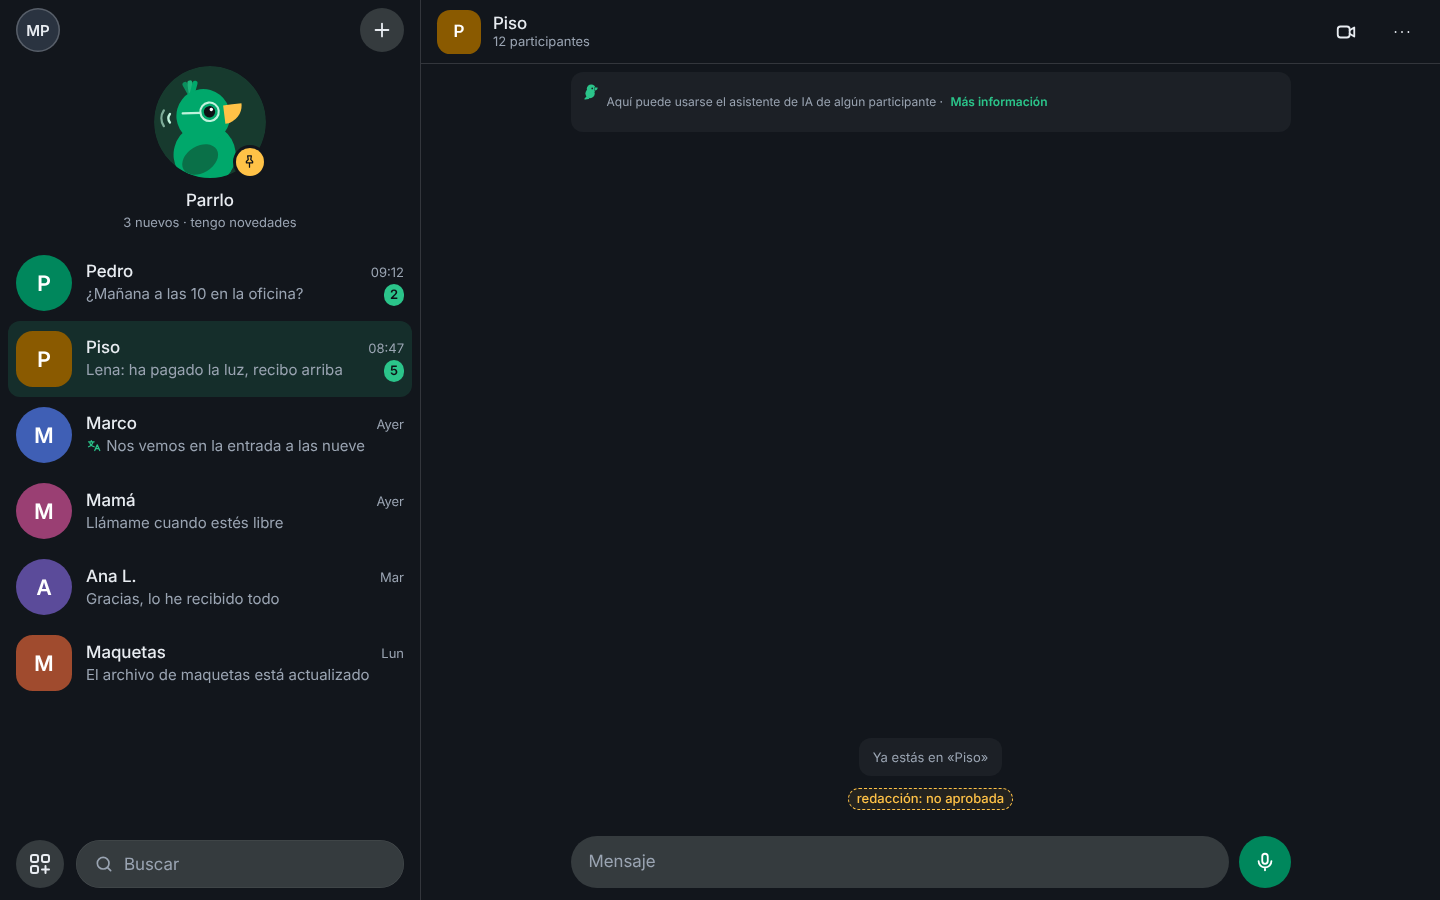 MP
Parrlo
3 nuevos · tengo novedades
P
Pedro
09:12
¿Mañana a las 10 en la oficina?
2
P
Piso
08:47
Lena: ha pagado la luz, recibo arriba
5
M
Marco
Ayer
Nos vemos en la entrada a las nueve
M
Mamá
Ayer
Llámame cuando estés libre
A
Ana L.
Mar
Gracias, lo he recibido todo
M
Maquetas
Lun
El archivo de maquetas está actualizado
Buscar
P
Piso
12 participantes
Aquí puede usarse el asistente de IA de algún participante · Más información
Ya estás en «Piso»
redacción: no aprobada
Mensaje